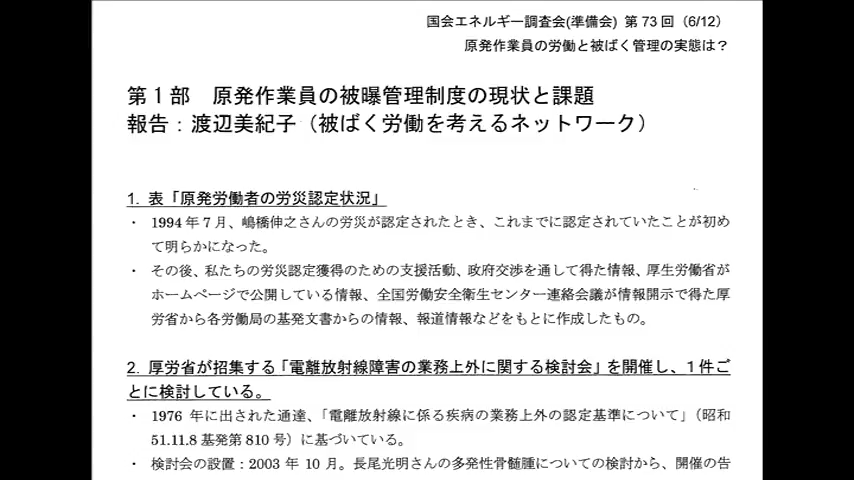 国会エネルギー調査会(準備会) 第 73 回（6/12）
原発作業員の労働と被ばく管理の実態は？
第１部　原発作業員の被曝管理制度の現状と課題
報告：渡辺美紀子（被ばく労働を考えるネットワーク）
1. 表「原発労働者の労災認定状況」
・ 1994 年 7 月、嶋橋伸之さんの労災が認定されたとき、これまでに認定されていたことが初め
て明らかになった。
・ その後、私たちの労災認定獲得のための支援活動、政府交渉を通して得た情報、厚生労働省が
ホームページで公開している情報、全国労働安全衛生センター連絡会議が情報開示で得た厚
労省から各労働局の基発文書からの情報、報道情報などをもとに作成したもの。
2. 厚労省が招集する「電離放射線障害の業務上外に関する検討会」を開催し、１件ご
とに検討している。
・ 1976 年に出された通達、「電離放射線に係る疾病の業務上外の認定基準について」（昭和
51.11.8 基発第 810 号）に基づいている。
・ 検討会の設置：2003 年 10 月。長尾光明さんの多発性骨髄腫についての検討から、開催の告